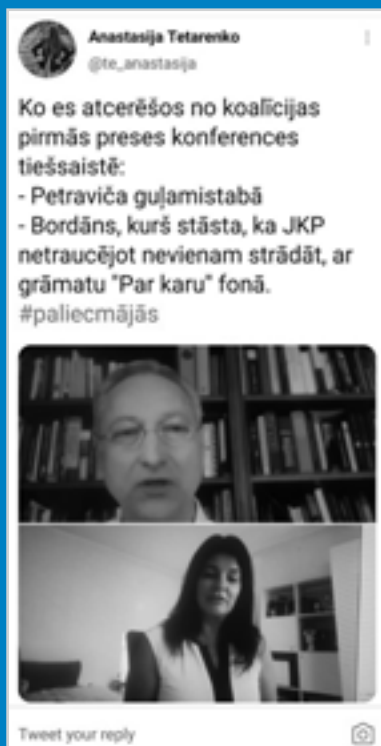 Anastasija Tetarenko
@te_anastasija
Ko es atcerēšos no koalīcijas
pirmās preses konferences
tiešsaistē:
- Petraviča guļamistabā
- Bordāns, kurš stāsta, ka JKP
netraucējot nevienam strādāt, ar
grāmatu "Par karu" fonā.
#paliecmājās
Tweet your reply